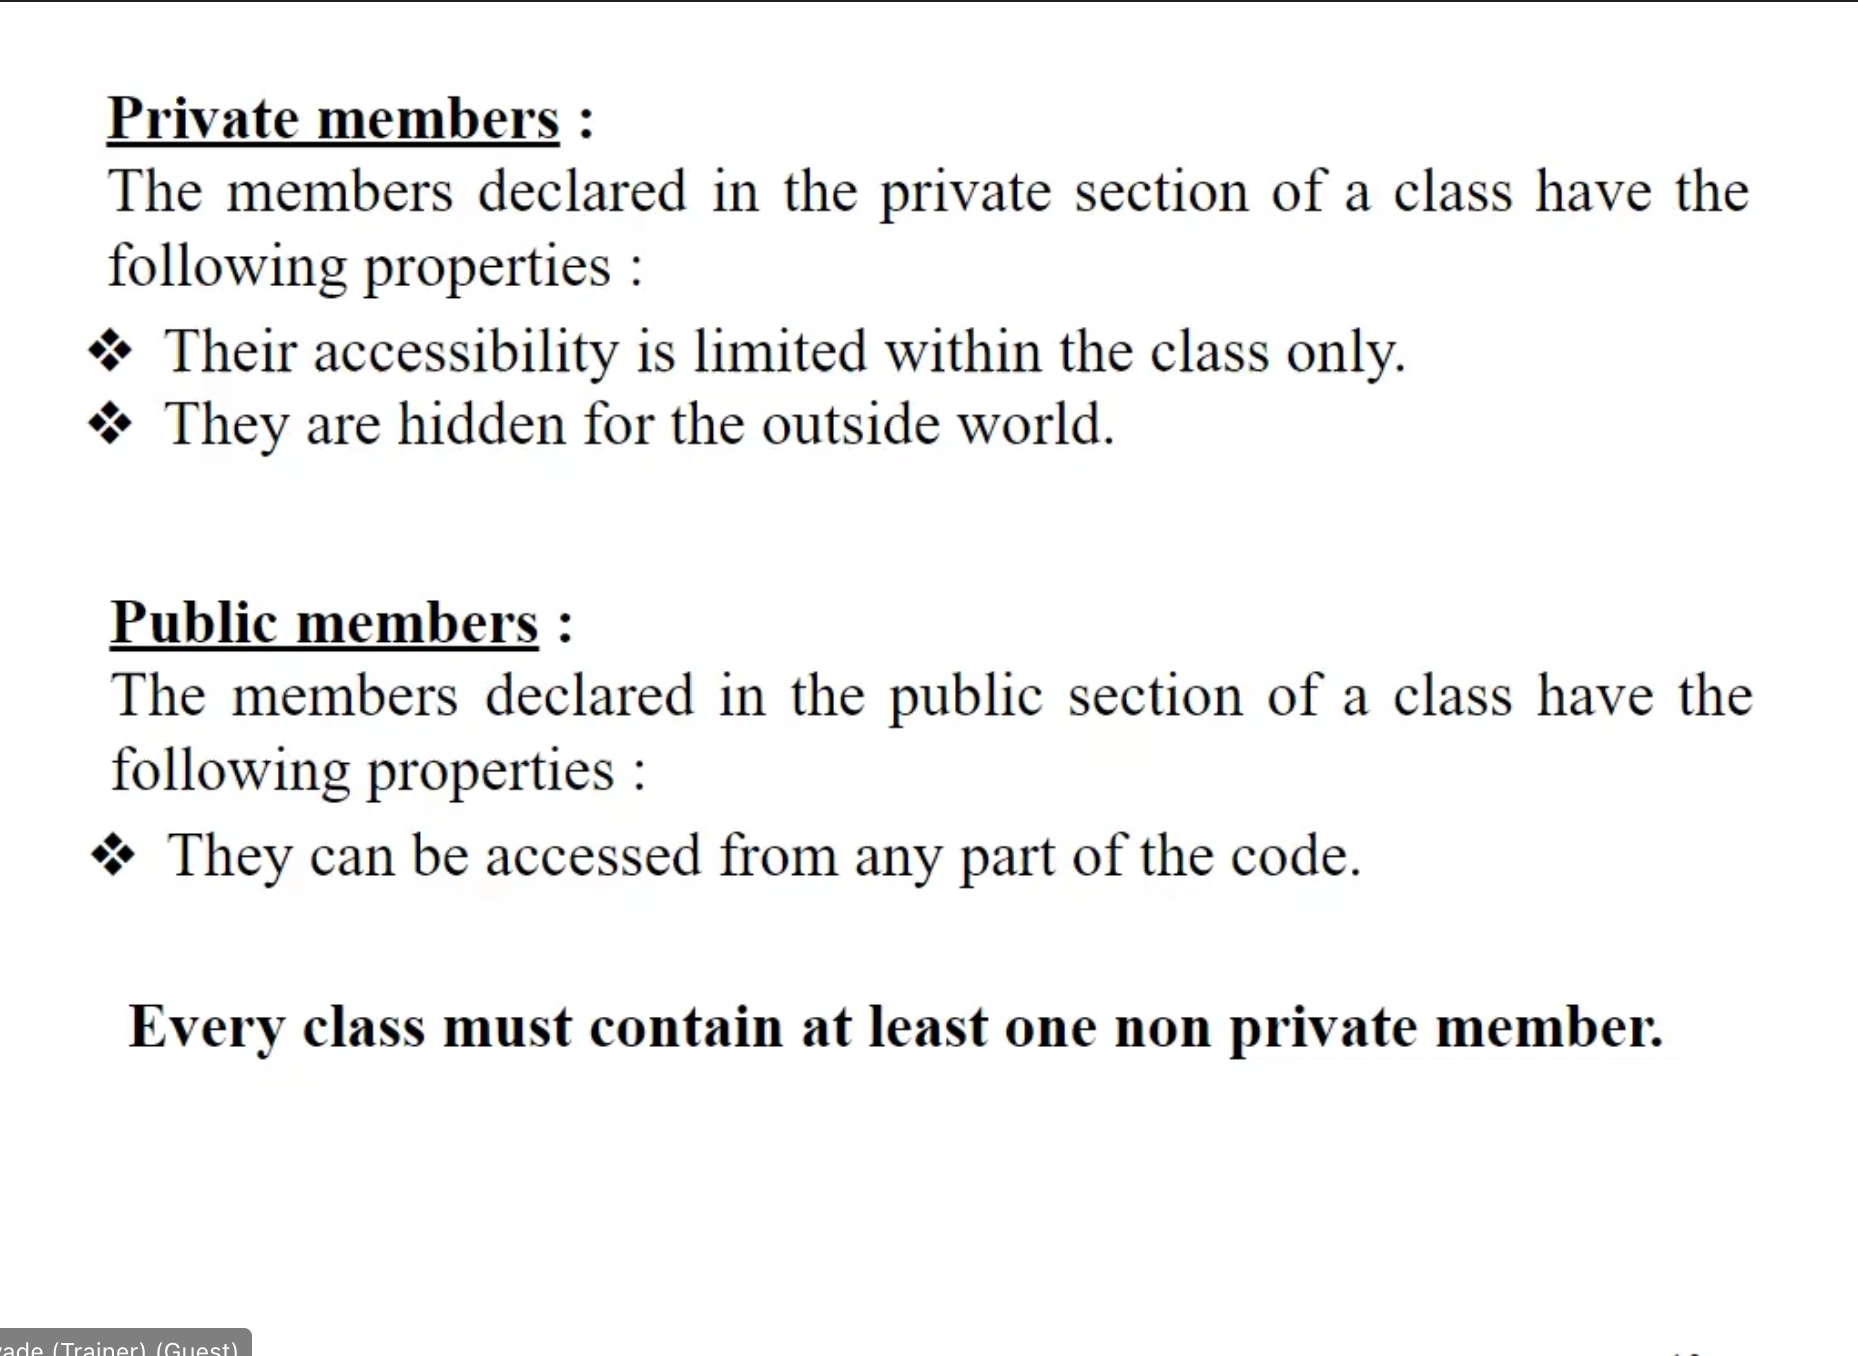 Private members :
The members declared in the private section of a class have the
following properties :
❖ Their accessibility is limited within the class only.
❖ They are hidden for the outside world.
Public members :
The members declared in the public section of a class have the
following properties :
❖ They can be accessed from any part of the code.
Every class must contain at least one non private member.
(Trainer) (Guest)